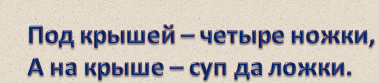 Под крышей – четыре ножки,
А на крыше – суп да ложки.